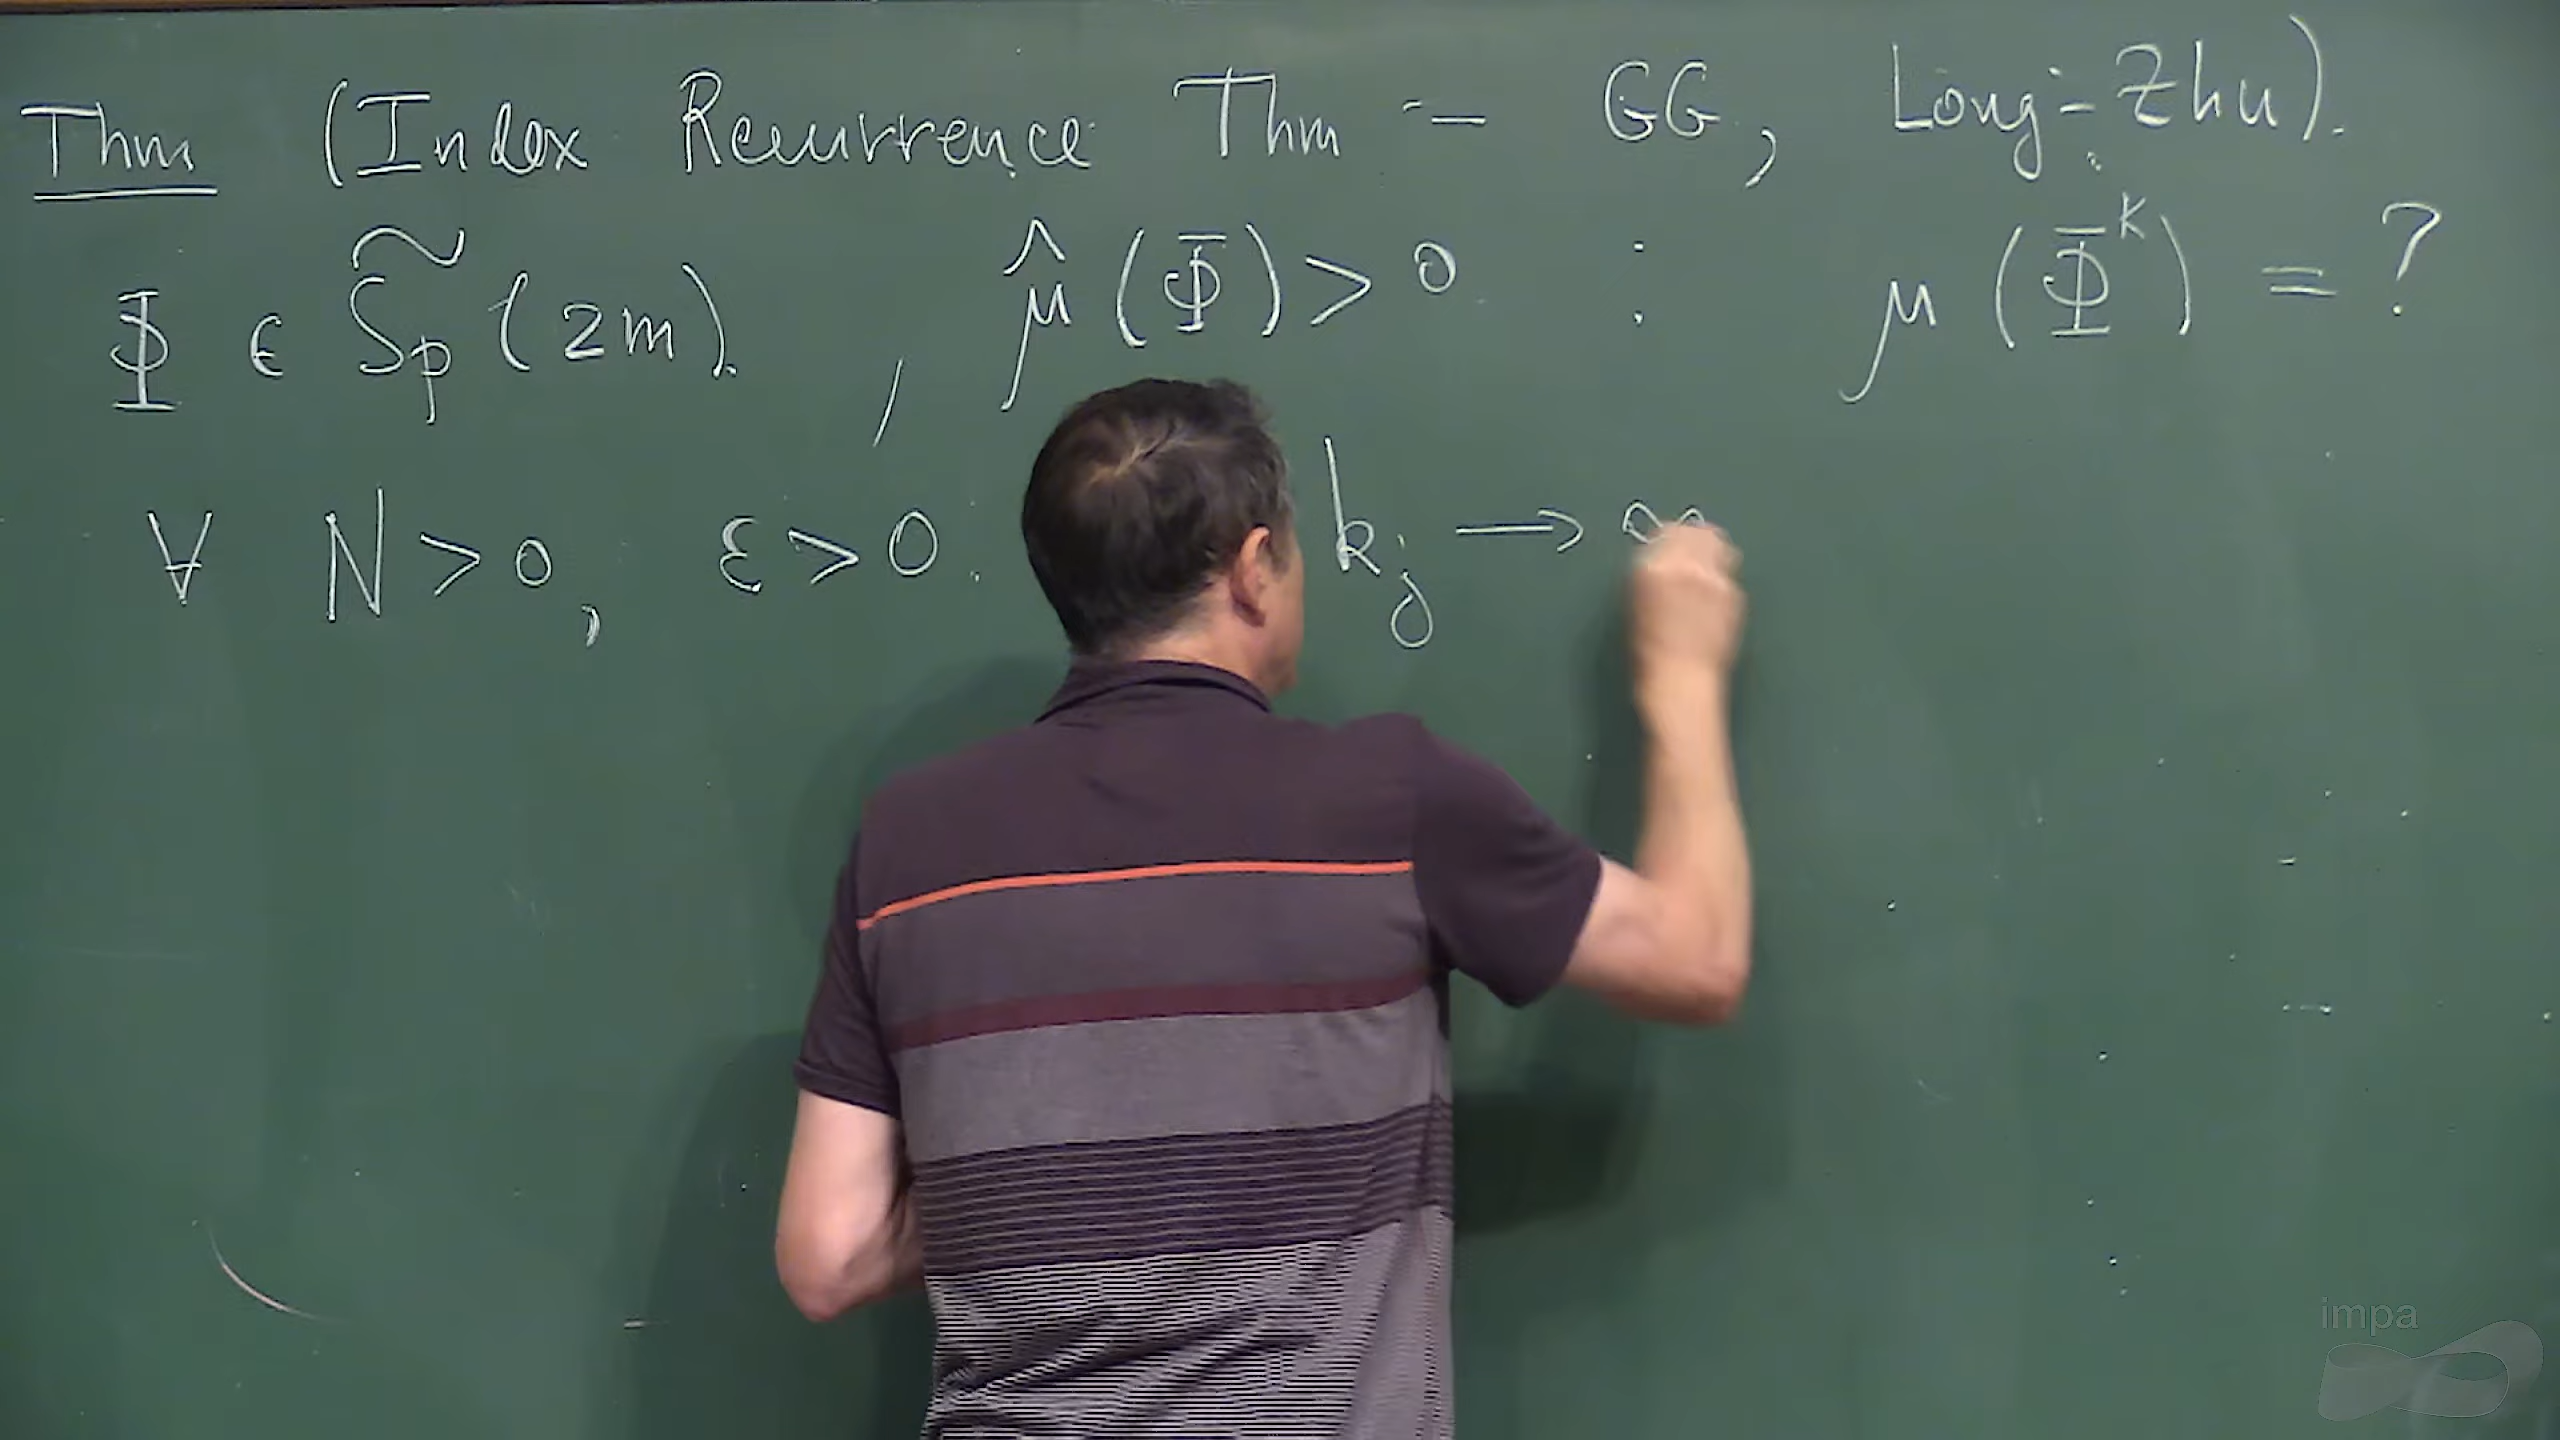 Thm (Index Recurrence Thm - GG, Long-Zhu).
Φ ∈ S̃p(2m), μ̂(Φ) > 0 : μ(Φ^k) = ?
∀ N > 0, ε > 0 k_j → ∞
impa